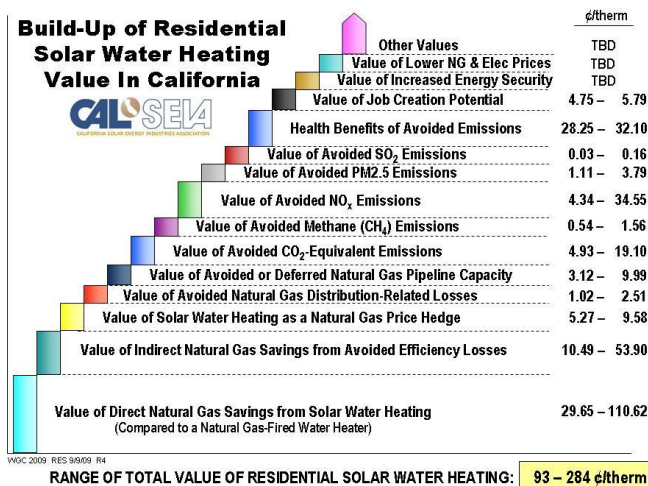 Build-Up of Residential
Solar Water Heating
Value In California
CALSEIA
CALIFORNIA SOLAR ENERGY INDUSTRIES ASSOCIATION
¢/therm
Other Values TBD
Value of Lower NG & Elec Prices TBD
Value of Increased Energy Security TBD
Value of Job Creation Potential 4.75 – 5.79
Health Benefits of Avoided Emissions 28.25 – 32.10
Value of Avoided SO2 Emissions 0.03 – 0.16
Value of Avoided PM2.5 Emissions 1.11 – 3.79
Value of Avoided NOx Emissions 4.34 – 34.55
Value of Avoided Methane (CH4) Emissions 0.54 – 1.56
Value of Avoided CO2-Equivalent Emissions 4.93 – 19.10
Value of Avoided or Deferred Natural Gas Pipeline Capacity 3.12 – 9.99
Value of Avoided Natural Gas Distribution-Related Losses 1.02 – 2.51
Value of Solar Water Heating as a Natural Gas Price Hedge 5.27 – 9.58
Value of Indirect Natural Gas Savings from Avoided Efficiency Losses 10.49 – 53.90
Value of Direct Natural Gas Savings from Solar Water Heating 29.65 – 110.62
(Compared to a Natural Gas-Fired Water Heater)
WGC 2009 RES 9/9/09 R4
RANGE OF TOTAL VALUE OF RESIDENTIAL SOLAR WATER HEATING: 93 – 284 ¢/therm